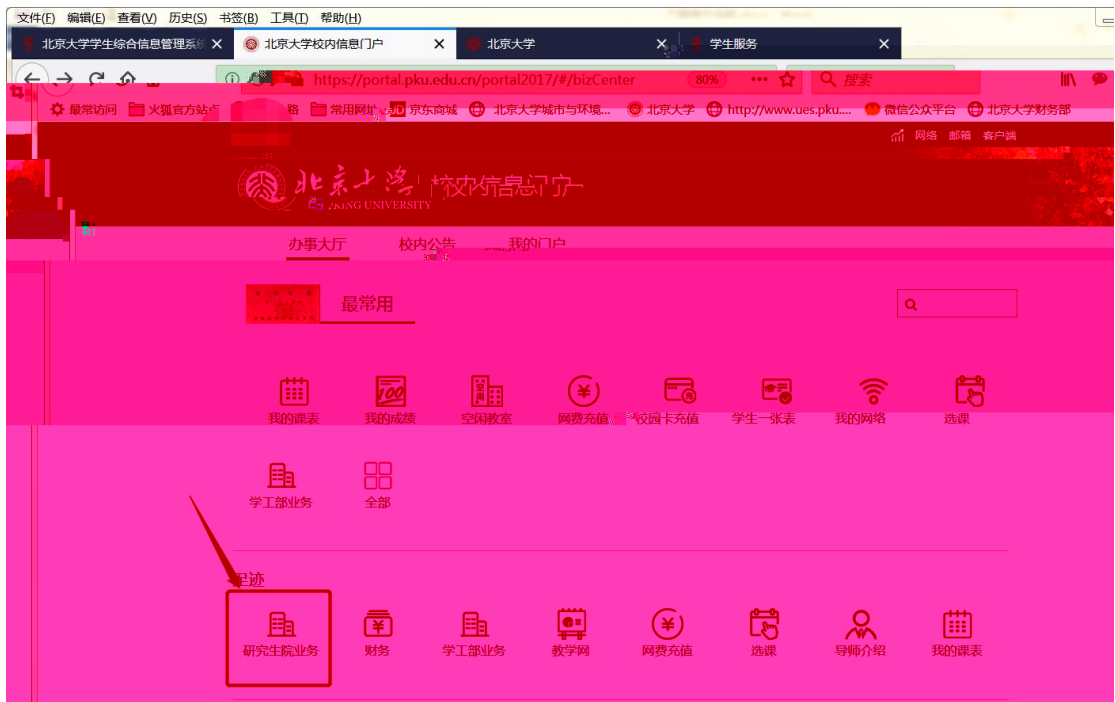 文件(F) 编辑(E) 查看(V) 历史(S) 书签(B) 工具(T) 帮助(H)
北京大学学生综合信息管理系统 北京大学校内信息门户 北京大学 学生服务
https://portal.pku.edu.cn/portal2017/#/bizCenter 80% 搜索
最常访问 火狐官方站点 常用网址 JD 京东商城 北京大学城市与环境... 北京大学 http://www.ues.pku.... 微信公众平台 北京大学财务部
网络 邮箱 客户端
北京大学 校内信息门户
PEKING UNIVERSITY
办事大厅 校内公告 我的门户
最常用
我的课表 我的成绩 空闲教室 网费充值 校园卡充值 学生一张表 我的网络 选课
学工部业务 全部
足迹
研究生院业务 财务 学工部业务 教学网 网费充值 选课 导师介绍 我的课表